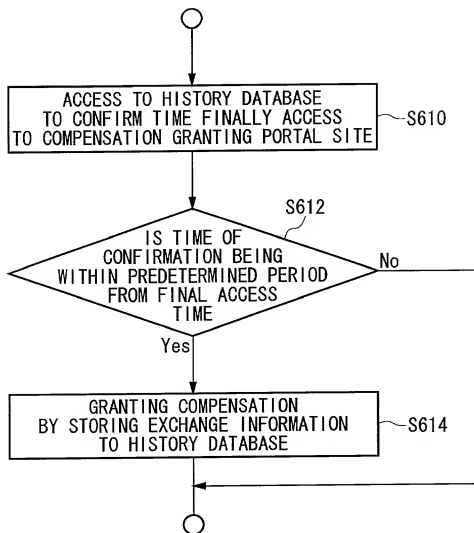 ACCESS TO HISTORY DATABASE
TO CONFIRM TIME FINALLY ACCESS
TO COMPENSATION GRANTING PORTAL SITE
S610
S612
IS TIME OF
CONFIRMATION BEING
WITHIN PREDETERMINED PERIOD
FROM FINAL ACCESS
TIME
No
Yes
GRANTING COMPENSATION
BY STORING EXCHANGE INFORMATION
TO HISTORY DATABASE
S614